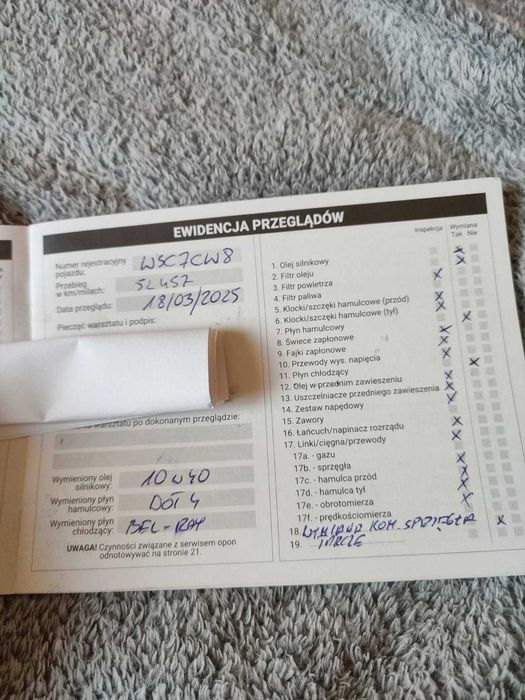 EWIDENCJA PRZEGLĄDÓW
Numer rejestracyjny pojazdu: WSC7CW8
Przebieg w km/milach: 52457
Data przeglądu: 18/03/2025
Pieczęć warsztatu i podpis:
warsztatu po dokonanym przeglądzie:
Wymieniony olej silnikowy: 10W40
Wymieniony płyn hamulcowy: DOT 4
Wymieniony płyn chłodzący: BEL-RAY
UWAGA! Czynności związane z serwisem opon
odnotowywać na stronie 21.
Inspekcja Wymiana
Tak Nie
1. Olej silnikowy
2. Filtr oleju
3. Filtr powietrza
4. Filtr paliwa
5. Klocki/szczęki hamulcowe (przód)
6. Klocki/szczęki hamulcowe (tył)
7. Płyn hamulcowy
8. Świece zapłonowe
9. Fajki zapłonowe
10. Przewody wys. napięcia
11. Płyn chłodzący
12. Olej w przednim zawieszeniu
13. Uszczelniacze przedniego zawieszenia
14. Zestaw napędowy
15. Zawory
16. Łańcuch/napinacz rozrządu
17. Linki/cięgna/przewody
17a. - gazu
17b. - sprzęgła
17c. - hamulca przód
17d. - hamulca tył
17e. - obrotomierza
17f. - prędkościomierza
18. WYMIANA KOM. SPRZĘGŁA
19. TARCZE